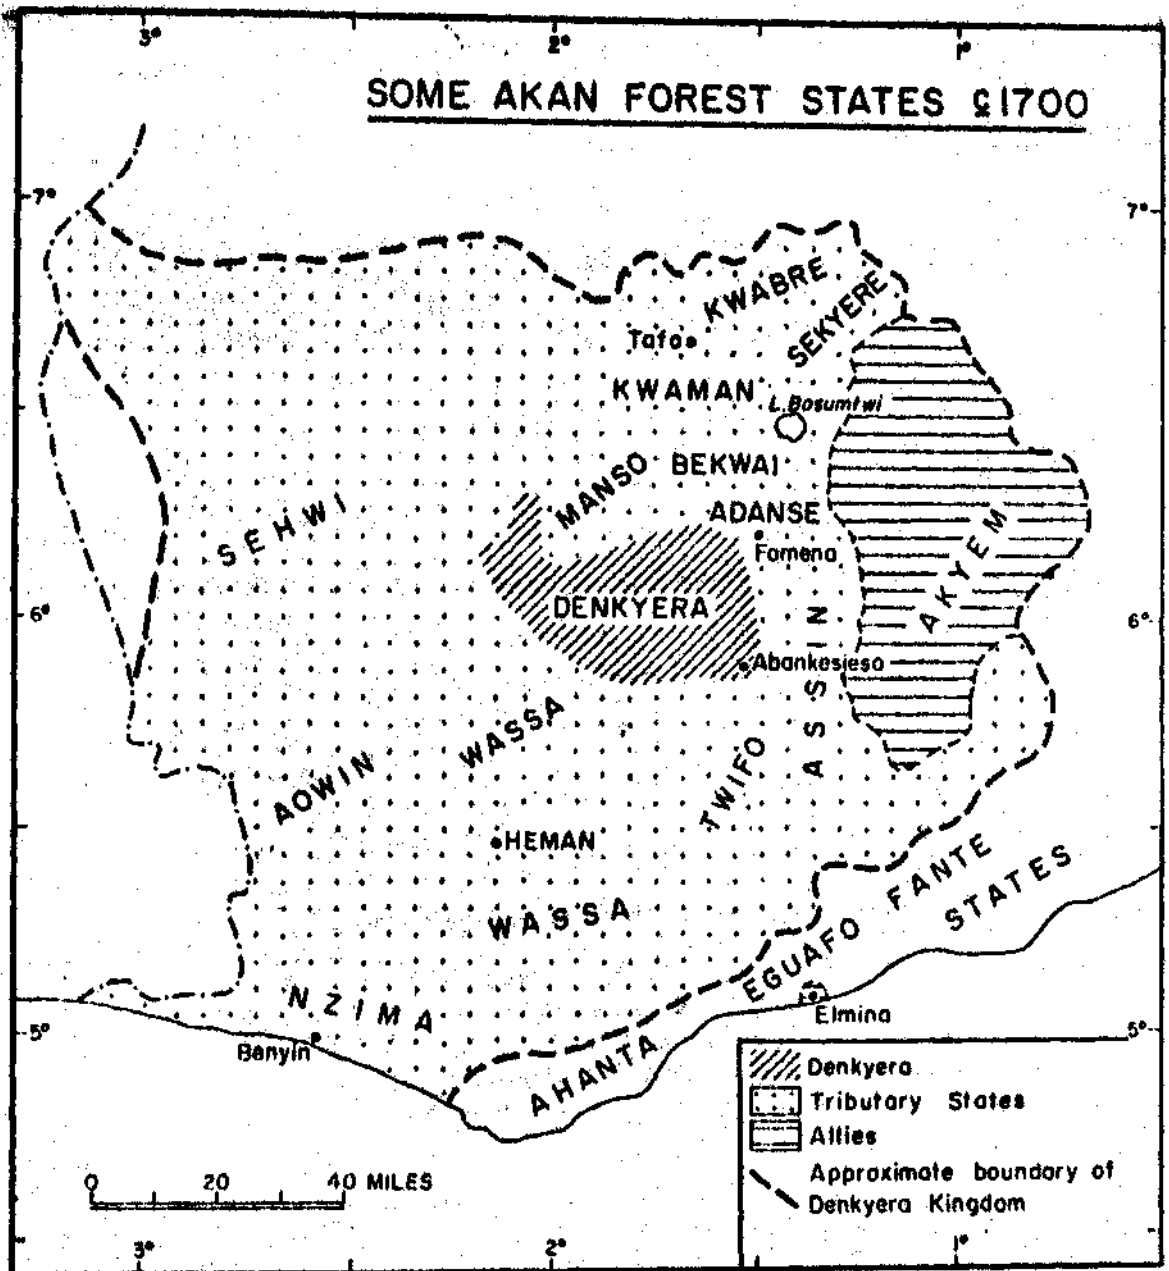 3° 2° 1°
SOME AKAN FOREST STATES c1700
7° 7°
KWABRE
SEKYERE
Tafo
KWAMAN
L. Bosumtwi
MANSO BEKWAI
SEHWI
ADANSE
Fomena
AKYEM
DENKYERA
6° 6°
Abankesieso
ASSIN
WASSA
TWIFO
AOWIN
HEMAN
FANTE
STATES
WASSA
EGUAFO
NZIMA
Elmina
5° 5°
Benyin
AHANTA
Denkyera
Tributary States
Allies
Approximate boundary of
Denkyera Kingdom
0 20 40 MILES
3° 2° 1°